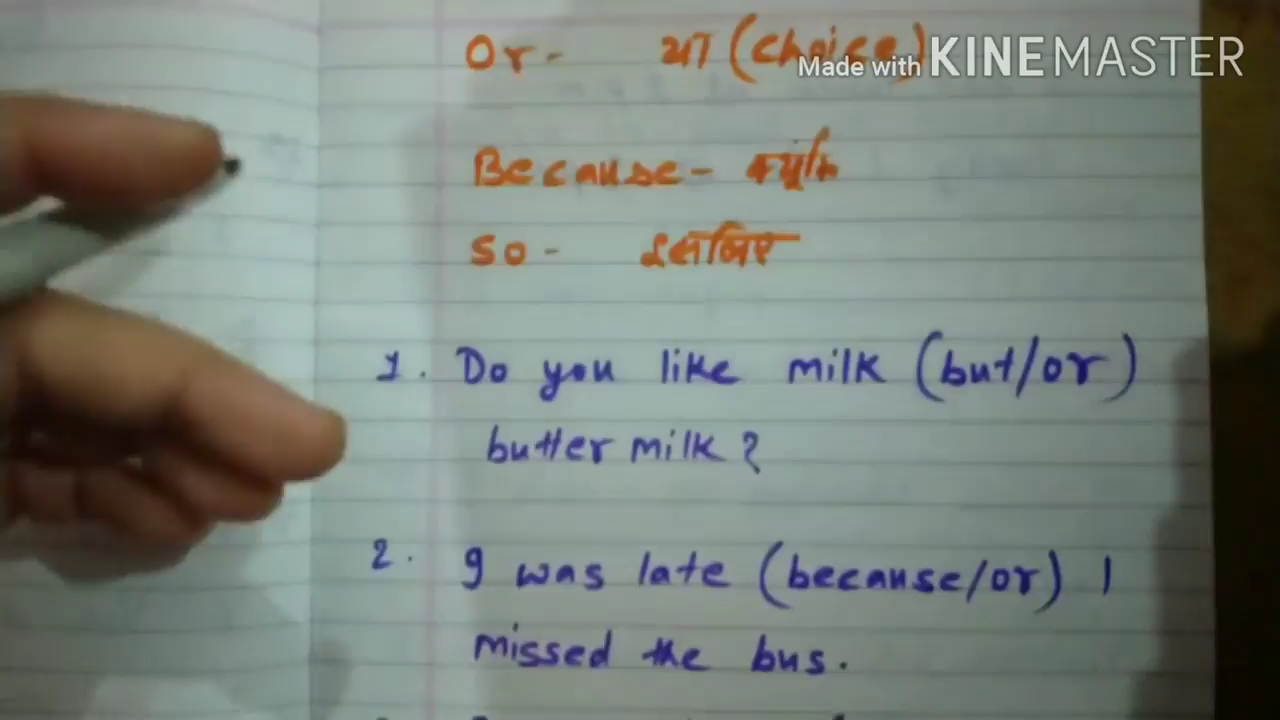 Or- या (choice)
Made with KINEMASTER
Because- क्यूंकि
So- इसलिए
1. Do you like milk (but/or)
butter milk?
2. I was late (because/or) I
missed the bus.